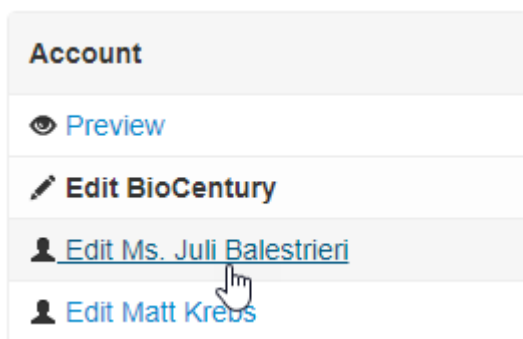 Account
Preview
Edit BioCentury
Edit Ms. Juli Balestrieri
Edit Matt Krebs